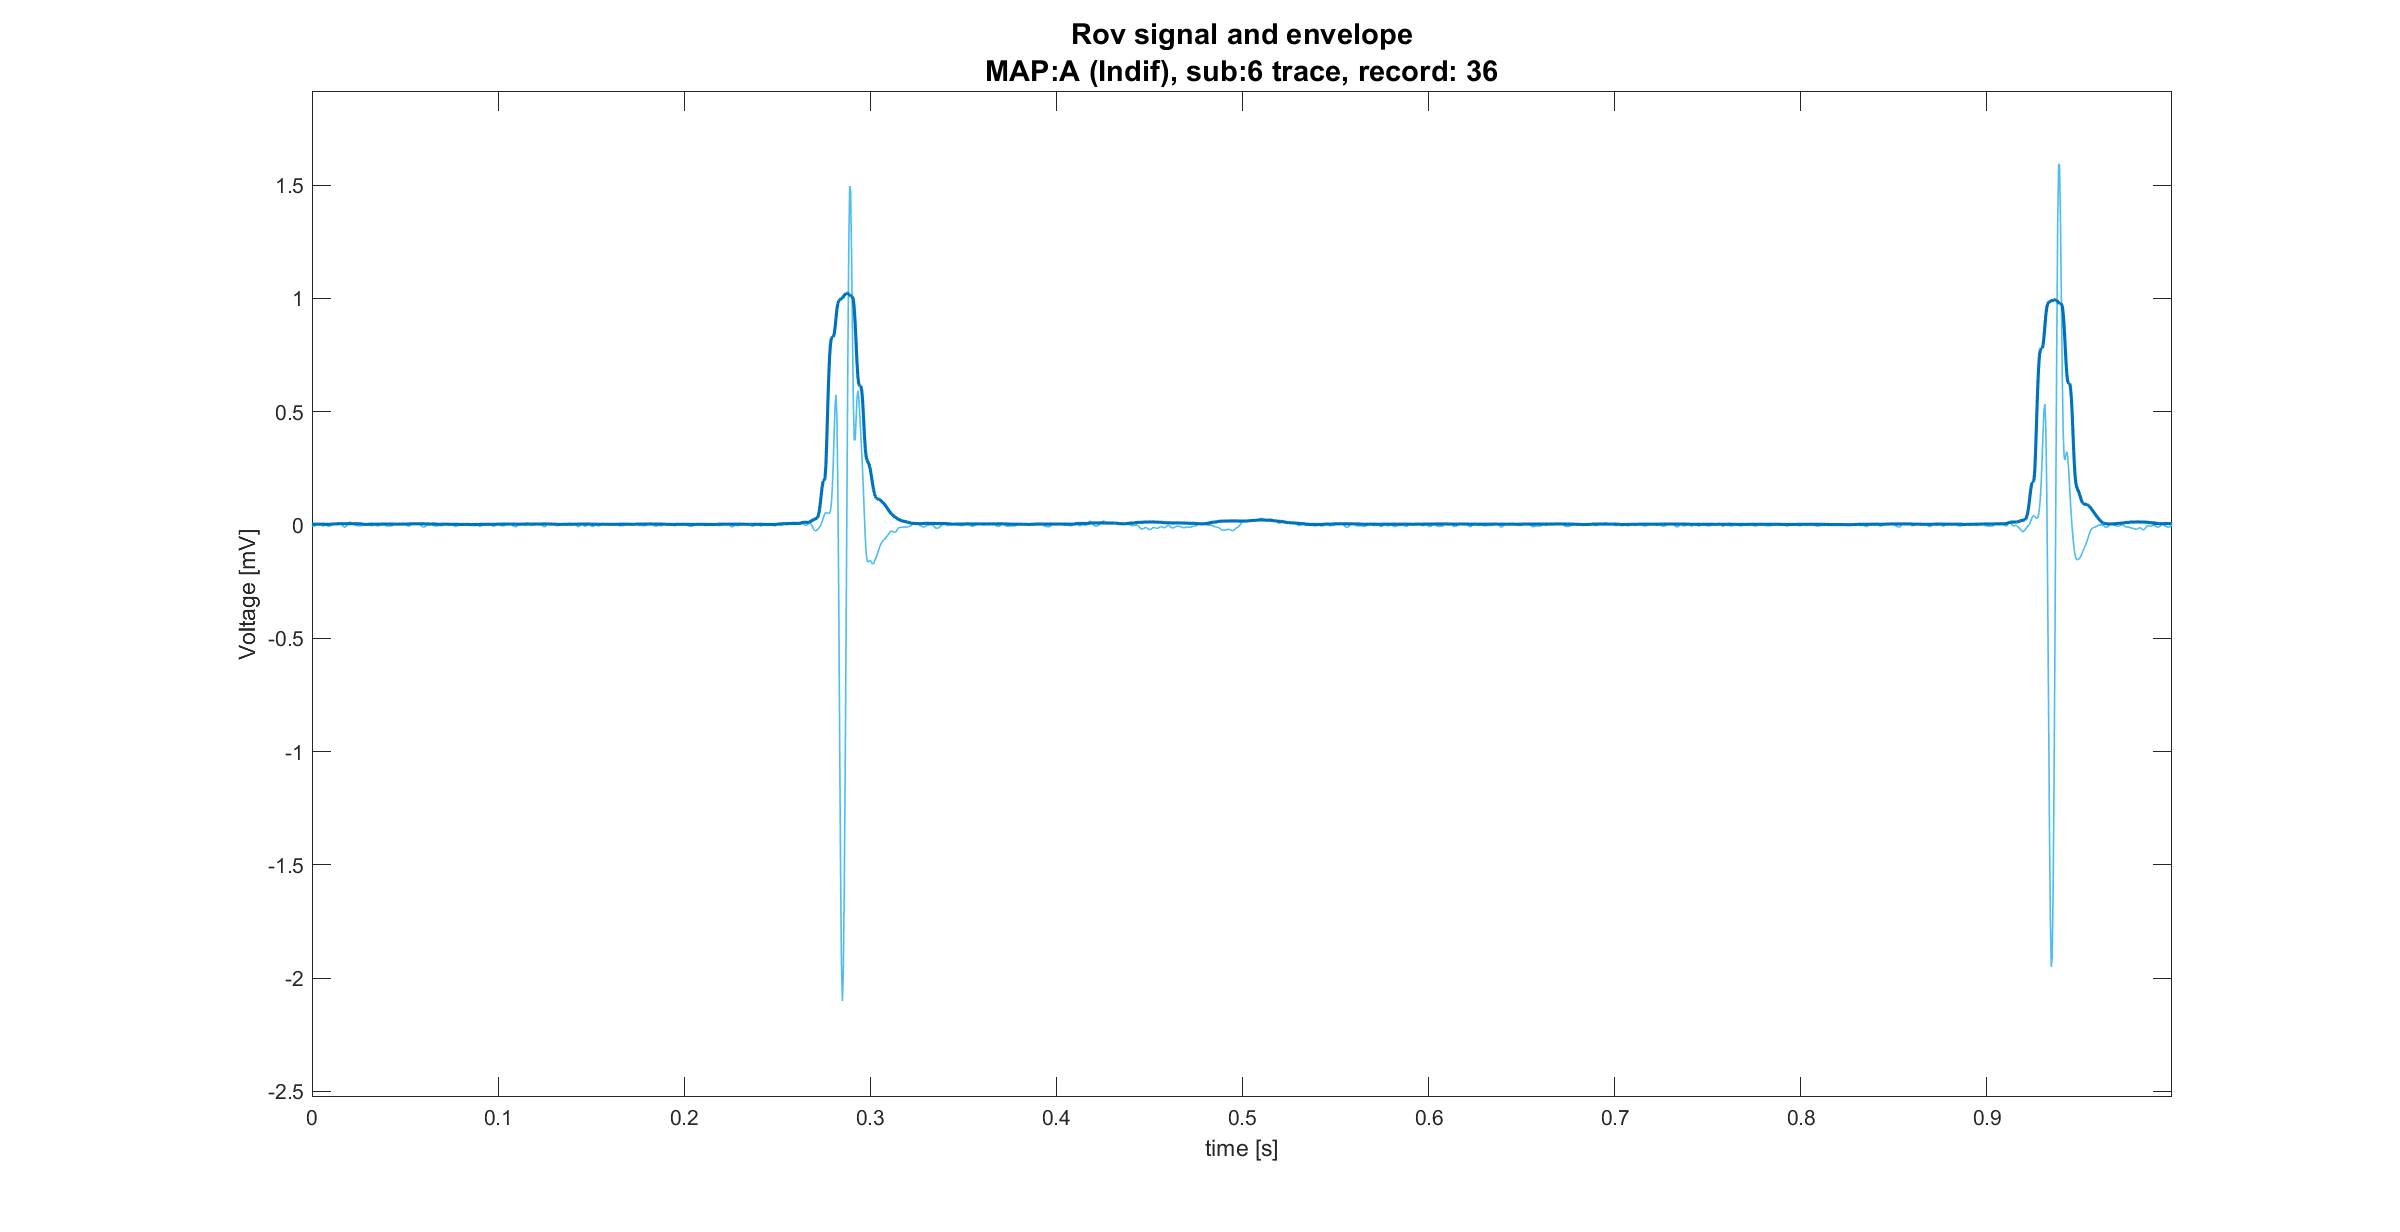 Rov signal and envelope
MAP:A (Indif), sub:6 trace, record: 36
1.5
1
0.5
0
-0.5
-1
-1.5
-2
-2.5
Voltage [mV]
0 0.1 0.2 0.3 0.4 0.5 0.6 0.7 0.8 0.9
time [s]